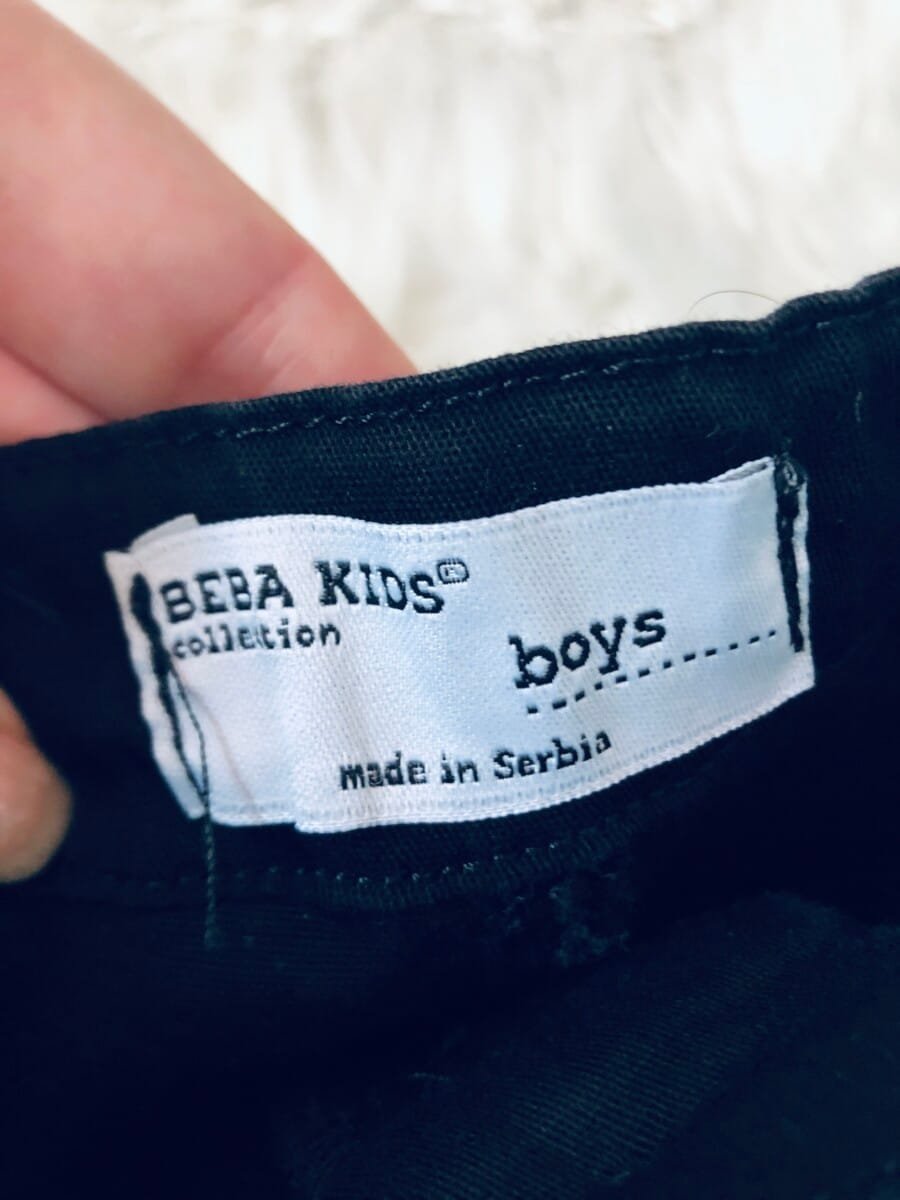 BEBA KIDS®
collection
boys
made in Serbia